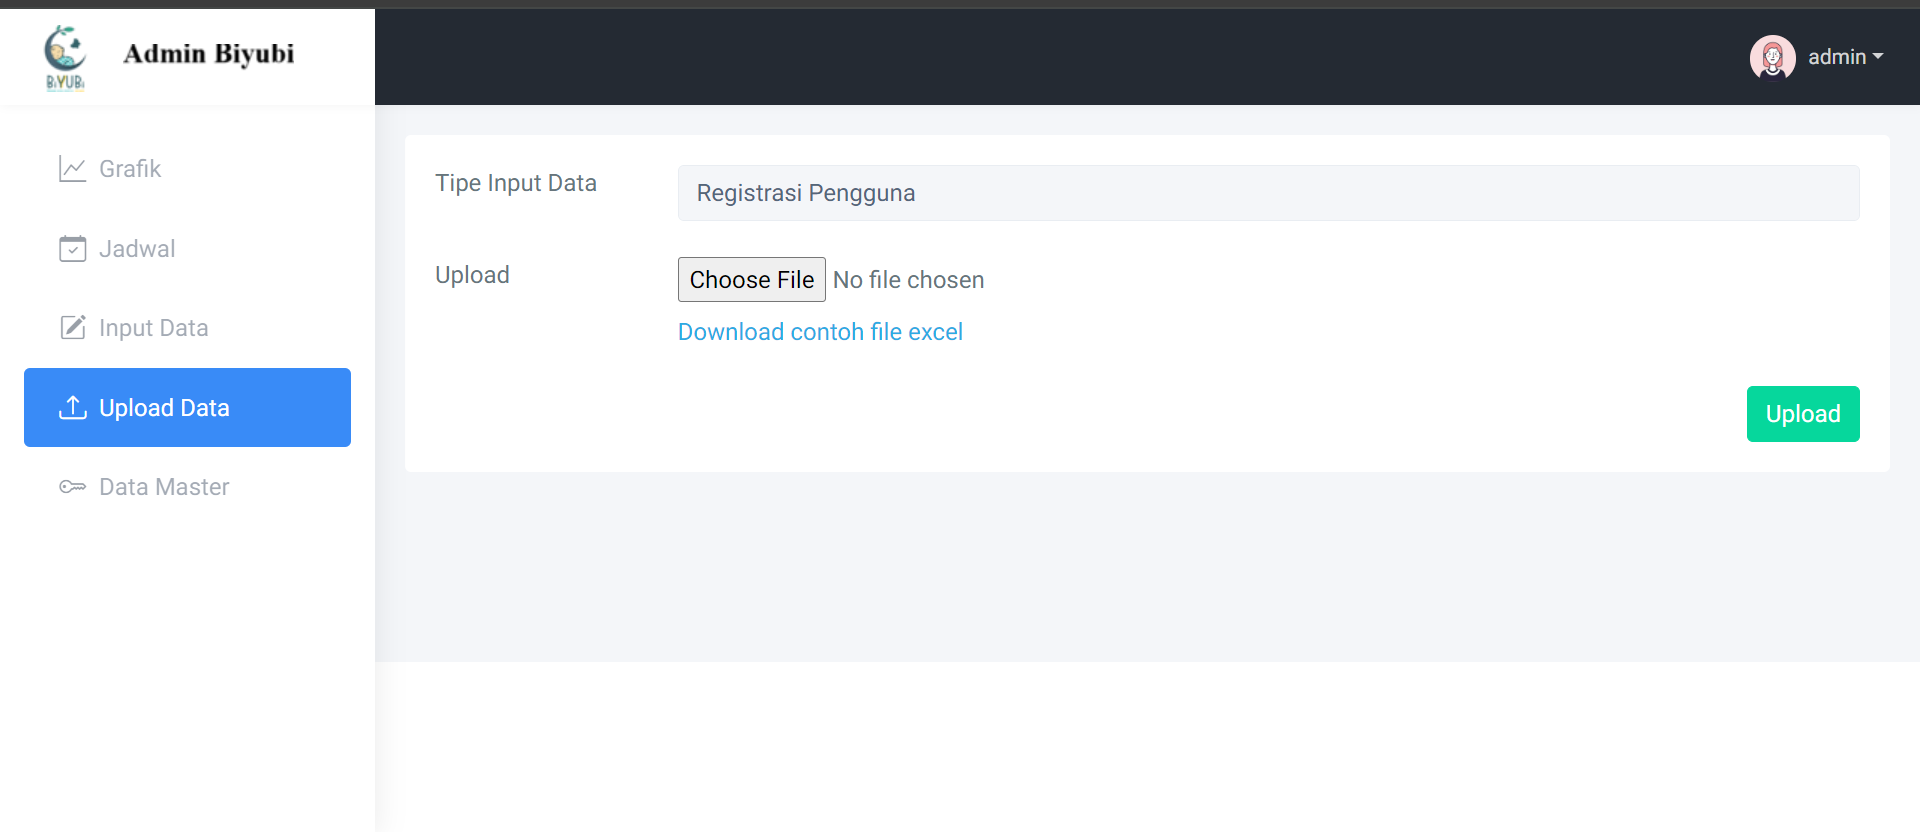 BiYUBi
Admin Biyubi
admin
Grafik
Jadwal
Input Data
Upload Data
Data Master
Tipe Input Data
Registrasi Pengguna
Upload
Choose File No file chosen
Download contoh file excel
Upload